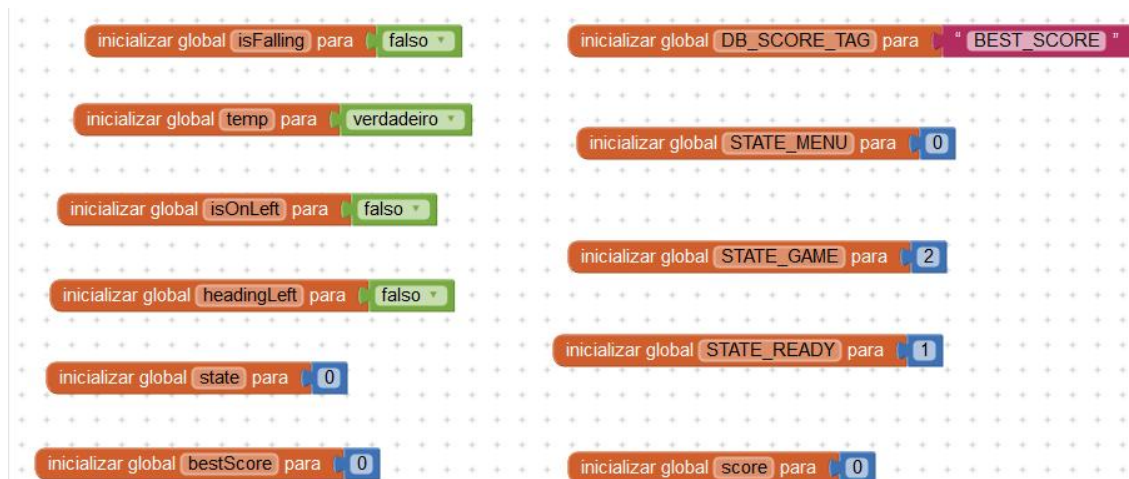 inicializar global isFalling para falso
inicializar global temp para verdadeiro
inicializar global isOnLeft para falso
inicializar global headingLeft para falso
inicializar global state para 0
inicializar global bestScore para 0
inicializar global DB_SCORE_TAG para " BEST_SCORE "
inicializar global STATE_MENU para 0
inicializar global STATE_GAME para 2
inicializar global STATE_READY para 1
inicializar global score para 0